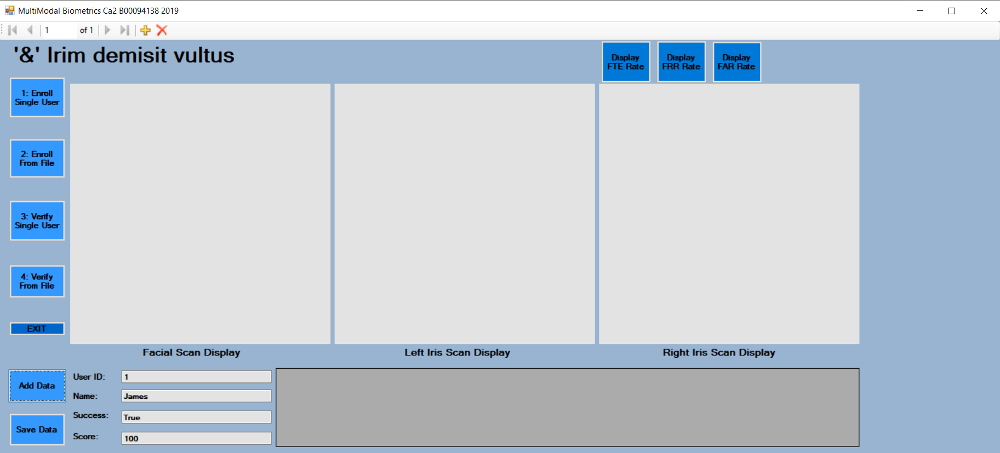 MultiModal Biometrics Ca2 B00094138 2019
1 of 1
'&' Irim demisit vultus
Display
FTE Rate
Display
FRR Rate
Display
FAR Rate
1: Enroll
Single User
2: Enroll
From File
3: Verify
Single User
4: Verify
From File
EXIT
Facial Scan Display
Left Iris Scan Display
Right Iris Scan Display
Add Data
Save Data
User ID: 1
Name: James
Success: True
Score: 100